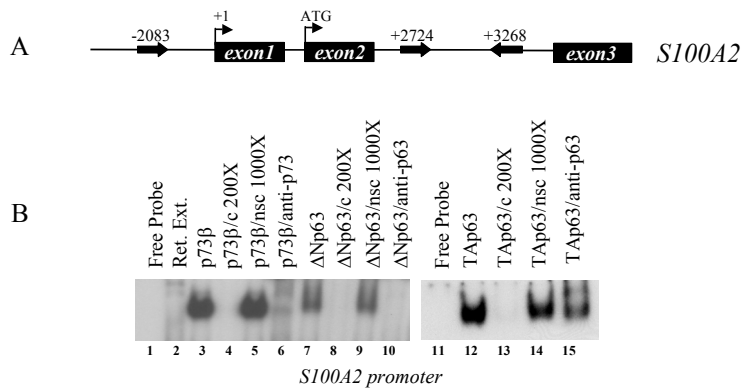 A
-2083
+1
ATG
+2724
+3268
exon1
exon2
exon3
S100A2
B
Free Probe
Ret. Ext.
p73β
p73β/c 200X
p73β/nsc 1000X
p73β/anti-p73
ΔNp63
ΔNp63/c 200X
ΔNp63/nsc 1000X
ΔNp63/anti-p63
Free Probe
TAp63
TAp63/c 200X
TAp63/nsc 1000X
TAp63/anti-p63
1 2 3 4 5 6 7 8 9 10 11 12 13 14 15
S100A2 promoter